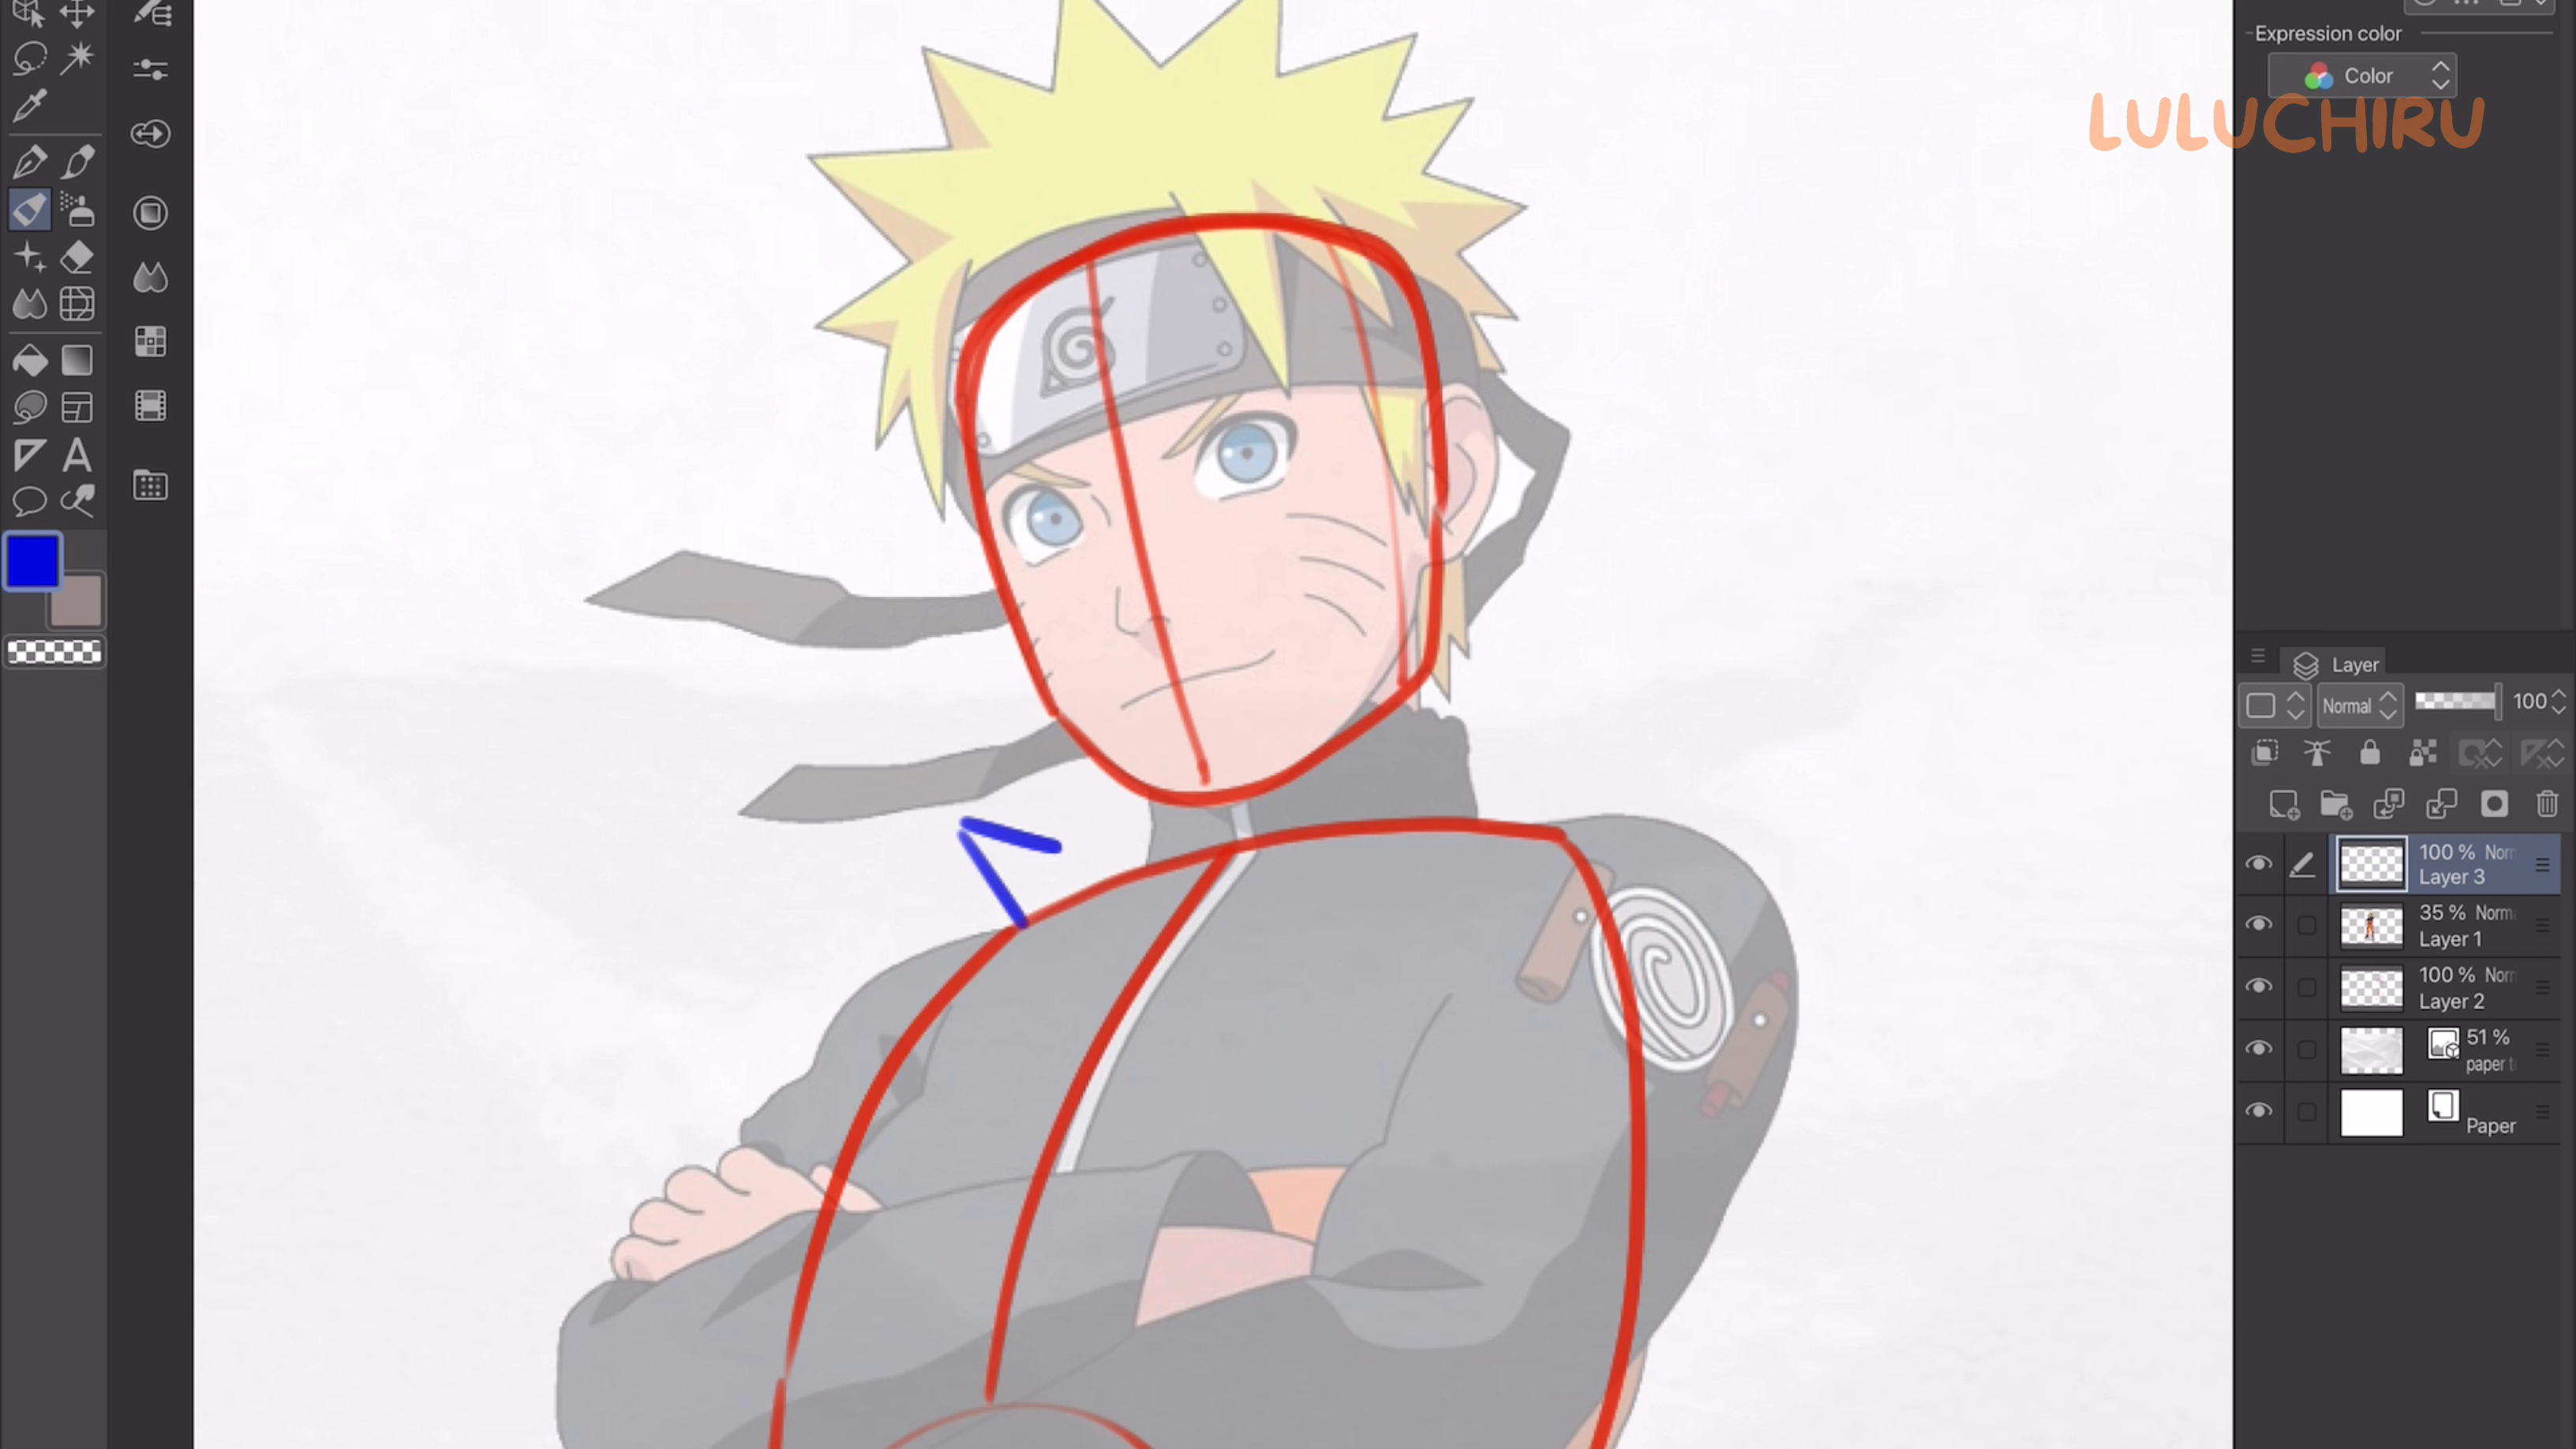 Expression color
Color
LULUCHIRU
Layer
Normal
100
100 % Norm
Layer 3
35 % Norm
Layer 1
100 % Norm
Layer 2
51 %
paper t
Paper